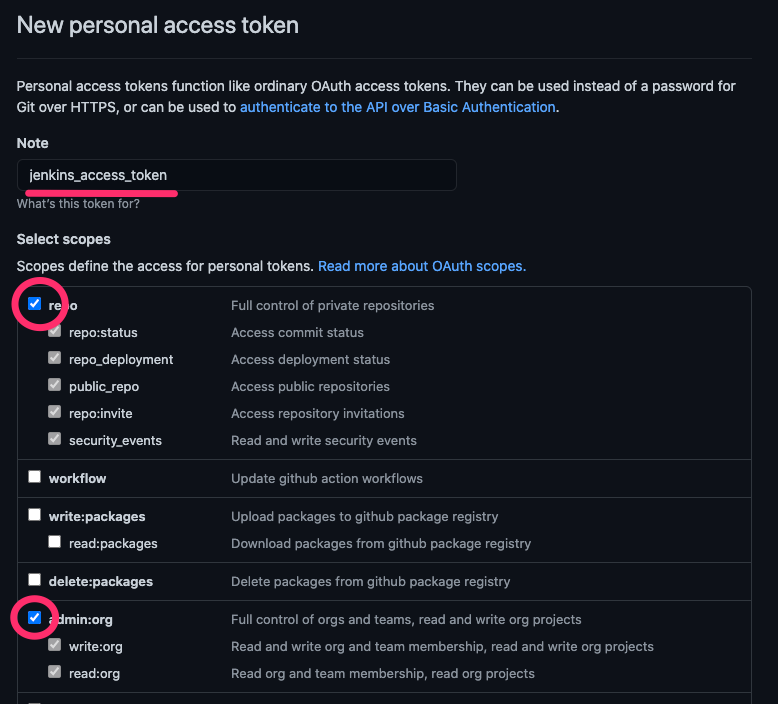 New personal access token
Personal access tokens function like ordinary OAuth access tokens. They can be used instead of a password for
Git over HTTPS, or can be used to authenticate to the API over Basic Authentication.
Note
jenkins_access_token
What's this token for?
Select scopes
Scopes define the access for personal tokens. Read more about OAuth scopes.
repo Full control of private repositories
repo:status Access commit status
repo_deployment Access deployment status
public_repo Access public repositories
repo:invite Access repository invitations
security_events Read and write security events
workflow Update github action workflows
write:packages Upload packages to github package registry
read:packages Download packages from github package registry
delete:packages Delete packages from github package registry
admin:org Full control of orgs and teams, read and write org projects
write:org Read and write org and team membership, read and write org projects
read:org Read org and team membership, read org projects